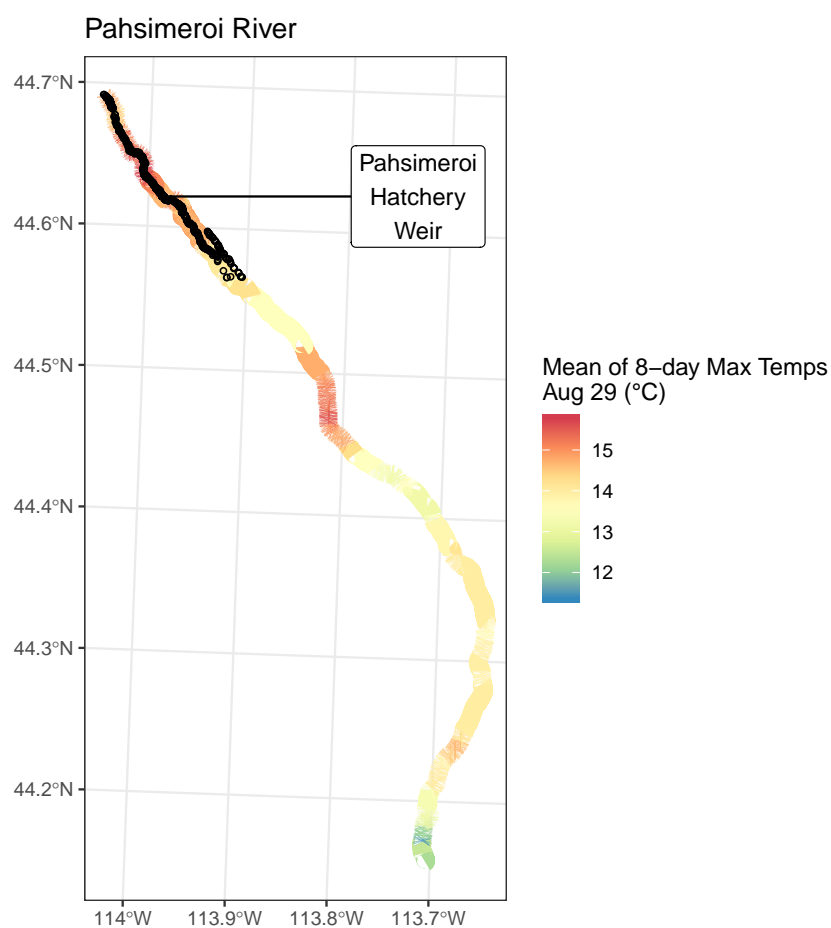 Pahsimeroi River
44.7°N
44.6°N
44.5°N
44.4°N
44.3°N
44.2°N
114°W
113.9°W
113.8°W
113.7°W
Pahsimeroi
Hatchery
Weir
Mean of 8−day Max Temps
Aug 29 (°C)
15
14
13
12